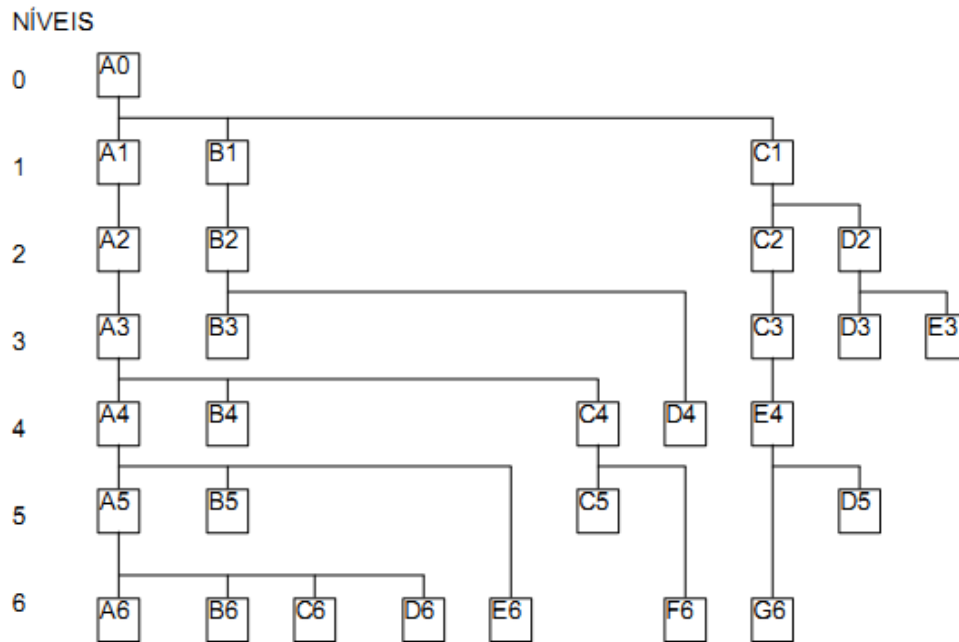 NÍVEIS
0 A0
1 A1 B1 C1
2 A2 B2 C2 D2
3 A3 B3 C3 D3 E3
4 A4 B4 C4 D4 E4
5 A5 B5 C5 D5
6 A6 B6 C6 D6 E6 F6 G6